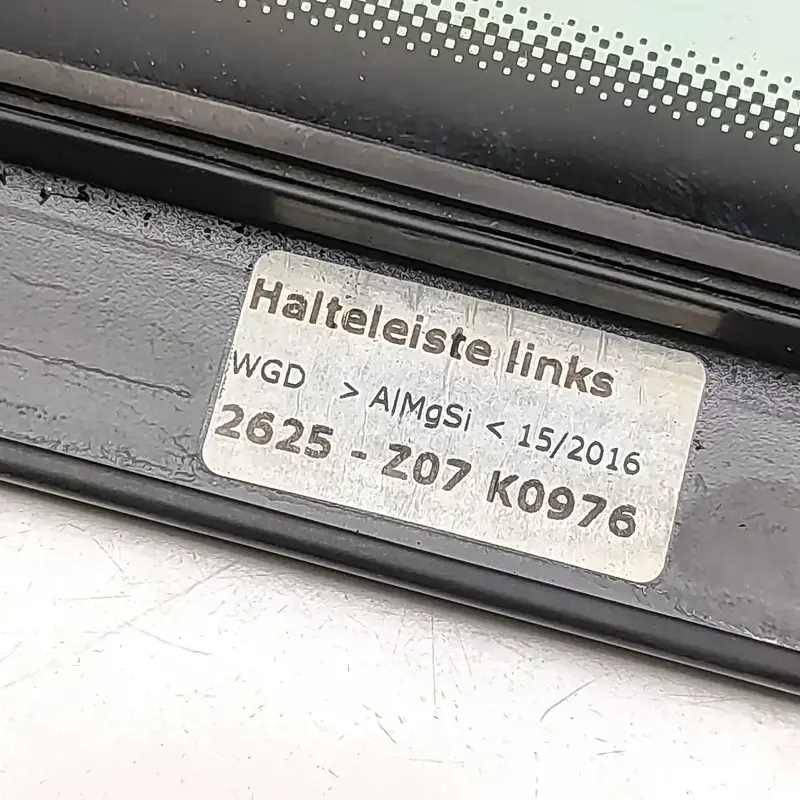 Halteleiste links
WGD > AlMgSi < 15/2016
2625 - Z07 K0976